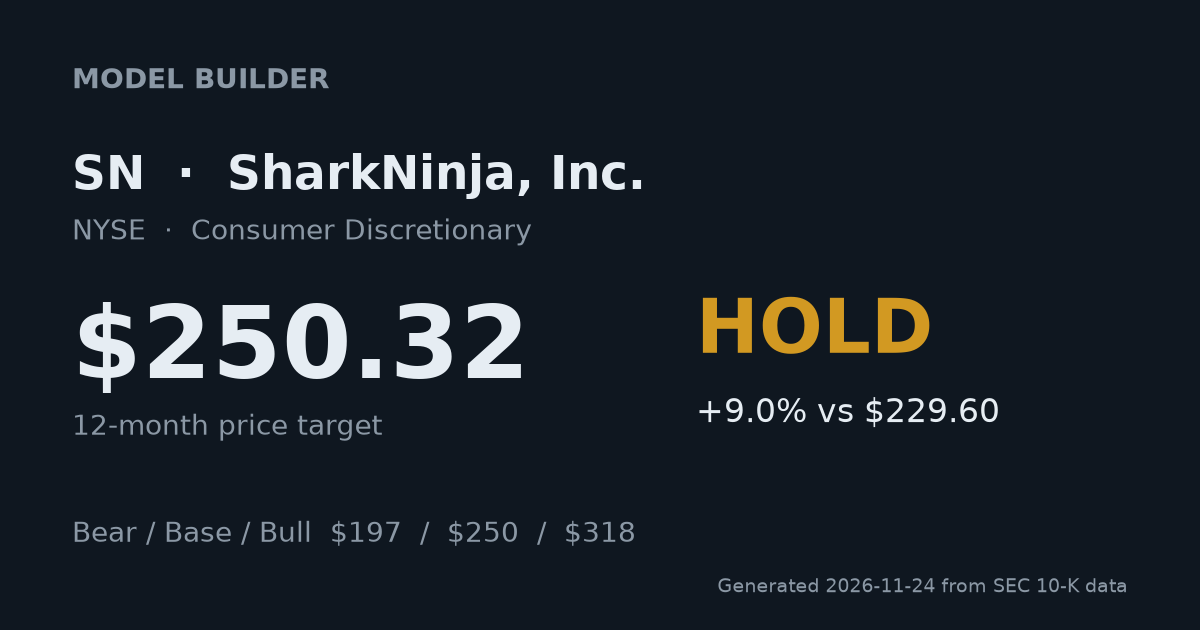 MODEL BUILDER
SN · SharkNinja, Inc.
NYSE · Consumer Discretionary
$250.32
HOLD
+9.0% vs $229.60
12-month price target
Bear / Base / Bull $197 / $250 / $318
Generated 2026-11-24 from SEC 10-K data